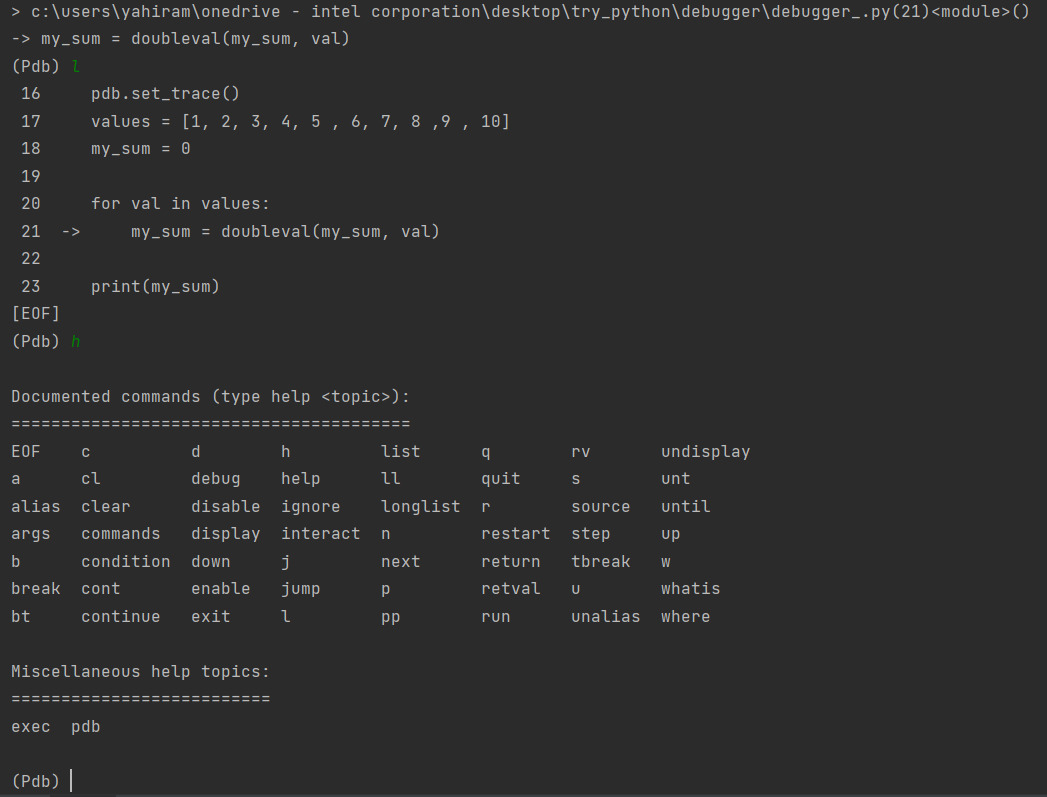 > c:\users\yahiram\onedrive - intel corporation\desktop\try_python\debugger\debugger_.py(21)<module>()
-> my_sum = doubleval(my_sum, val)
(Pdb) l
 16     pdb.set_trace()
 17     values = [1, 2, 3, 4, 5 , 6, 7, 8 ,9 , 10]
 18     my_sum = 0
 19
 20     for val in values:
 21  ->     my_sum = doubleval(my_sum, val)
 22
 23     print(my_sum)
[EOF]
(Pdb) h
Documented commands (type help <topic>):
========================================
EOF    c          d        h         list      q        rv       undisplay
a      cl         debug    help      ll        quit     s        unt
alias  clear      disable  ignore    longlist  r        source   until
args   commands   display  interact  n         restart  step     up
b      condition  down     j         next      return   tbreak   w
break  cont       enable   jump      p         retval   u        whatis
bt     continue   exit     l         pp        run      unalias  where
Miscellaneous help topics:
==========================
exec  pdb
(Pdb)